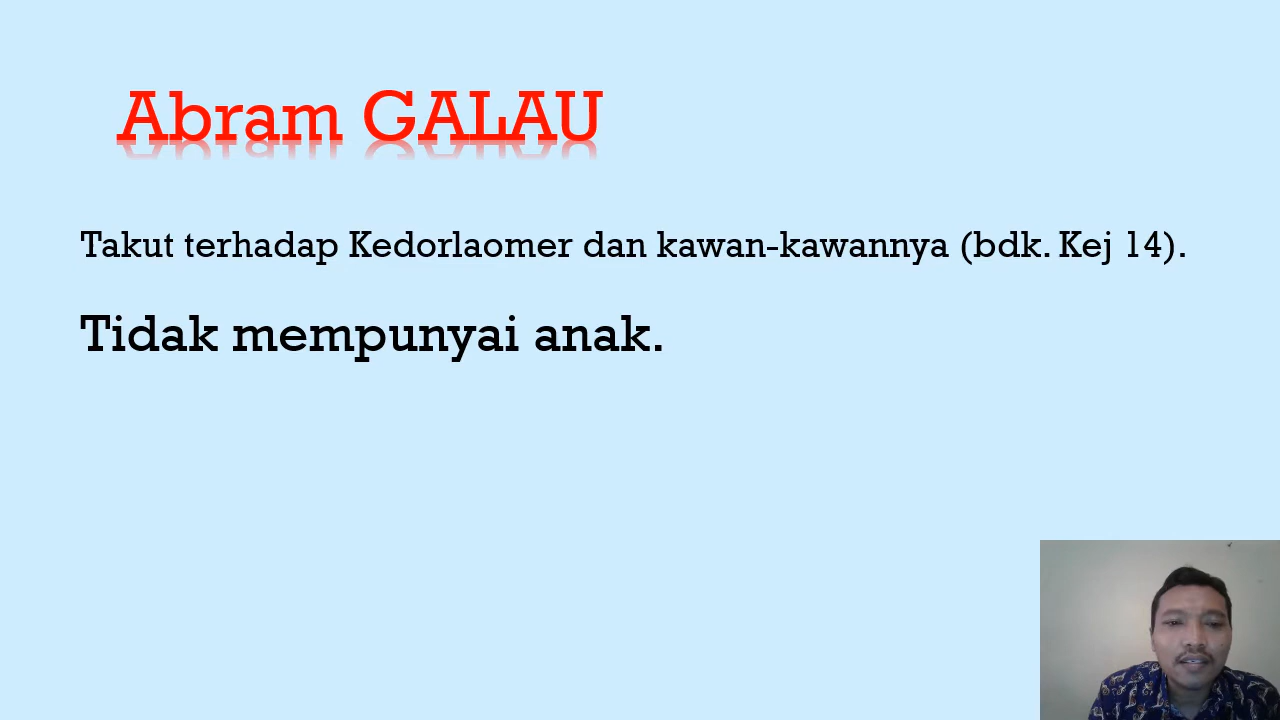 Abram GALAU
Takut terhadap Kedorlaomer dan kawan-kawannya (bdk. Kej 14).
Tidak mempunyai anak.